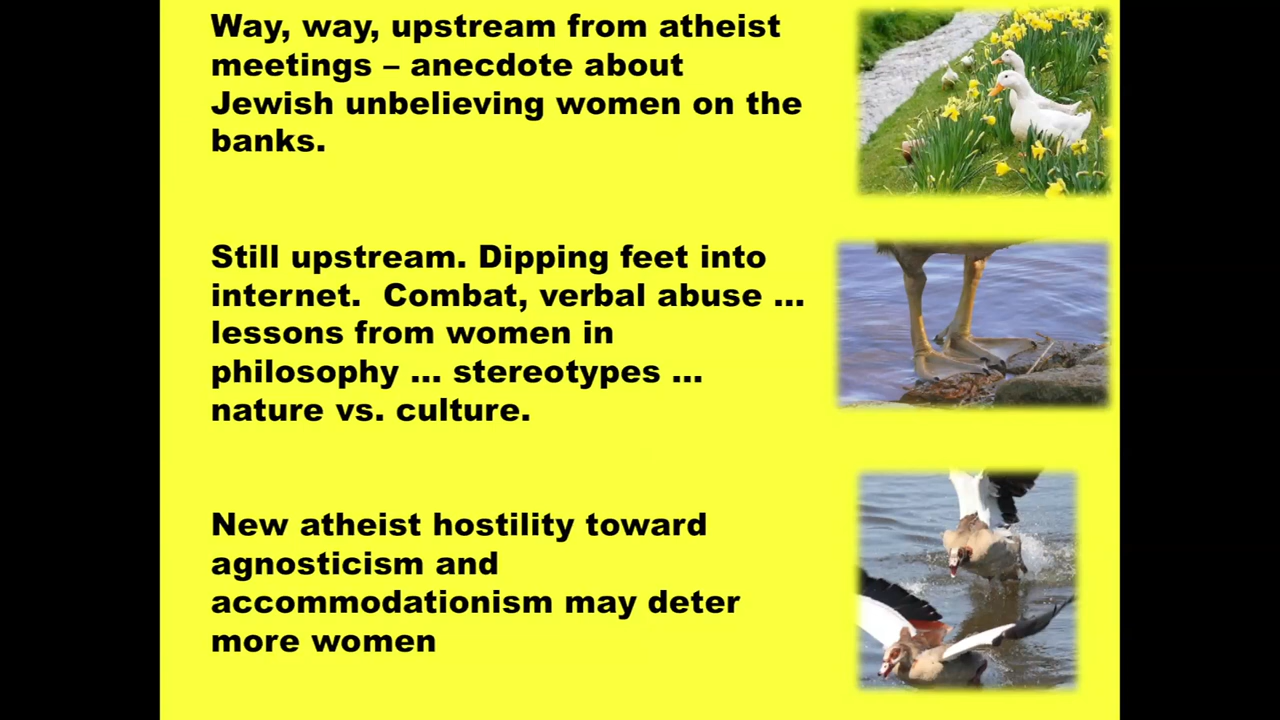 Way, way, upstream from atheist
meetings – anecdote about
Jewish unbelieving women on the
banks.
Still upstream. Dipping feet into
internet.  Combat, verbal abuse ...
lessons from women in
philosophy ... stereotypes ...
nature vs. culture.
New atheist hostility toward
agnosticism and
accommodationism may deter
more women